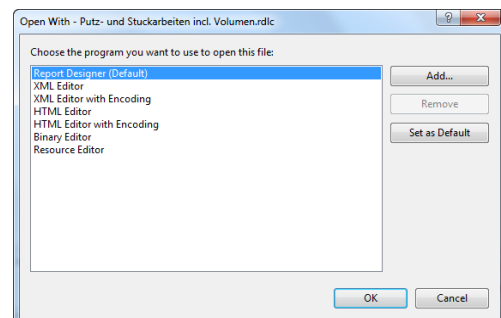 Open With - Putz- und Stuckarbeiten incl. Volumen.rdlc
Choose the program you want to use to open this file:
Report Designer (Default)
XML Editor
XML Editor with Encoding
HTML Editor
HTML Editor with Encoding
Binary Editor
Resource Editor
Add...
Remove
Set as Default
OK
Cancel